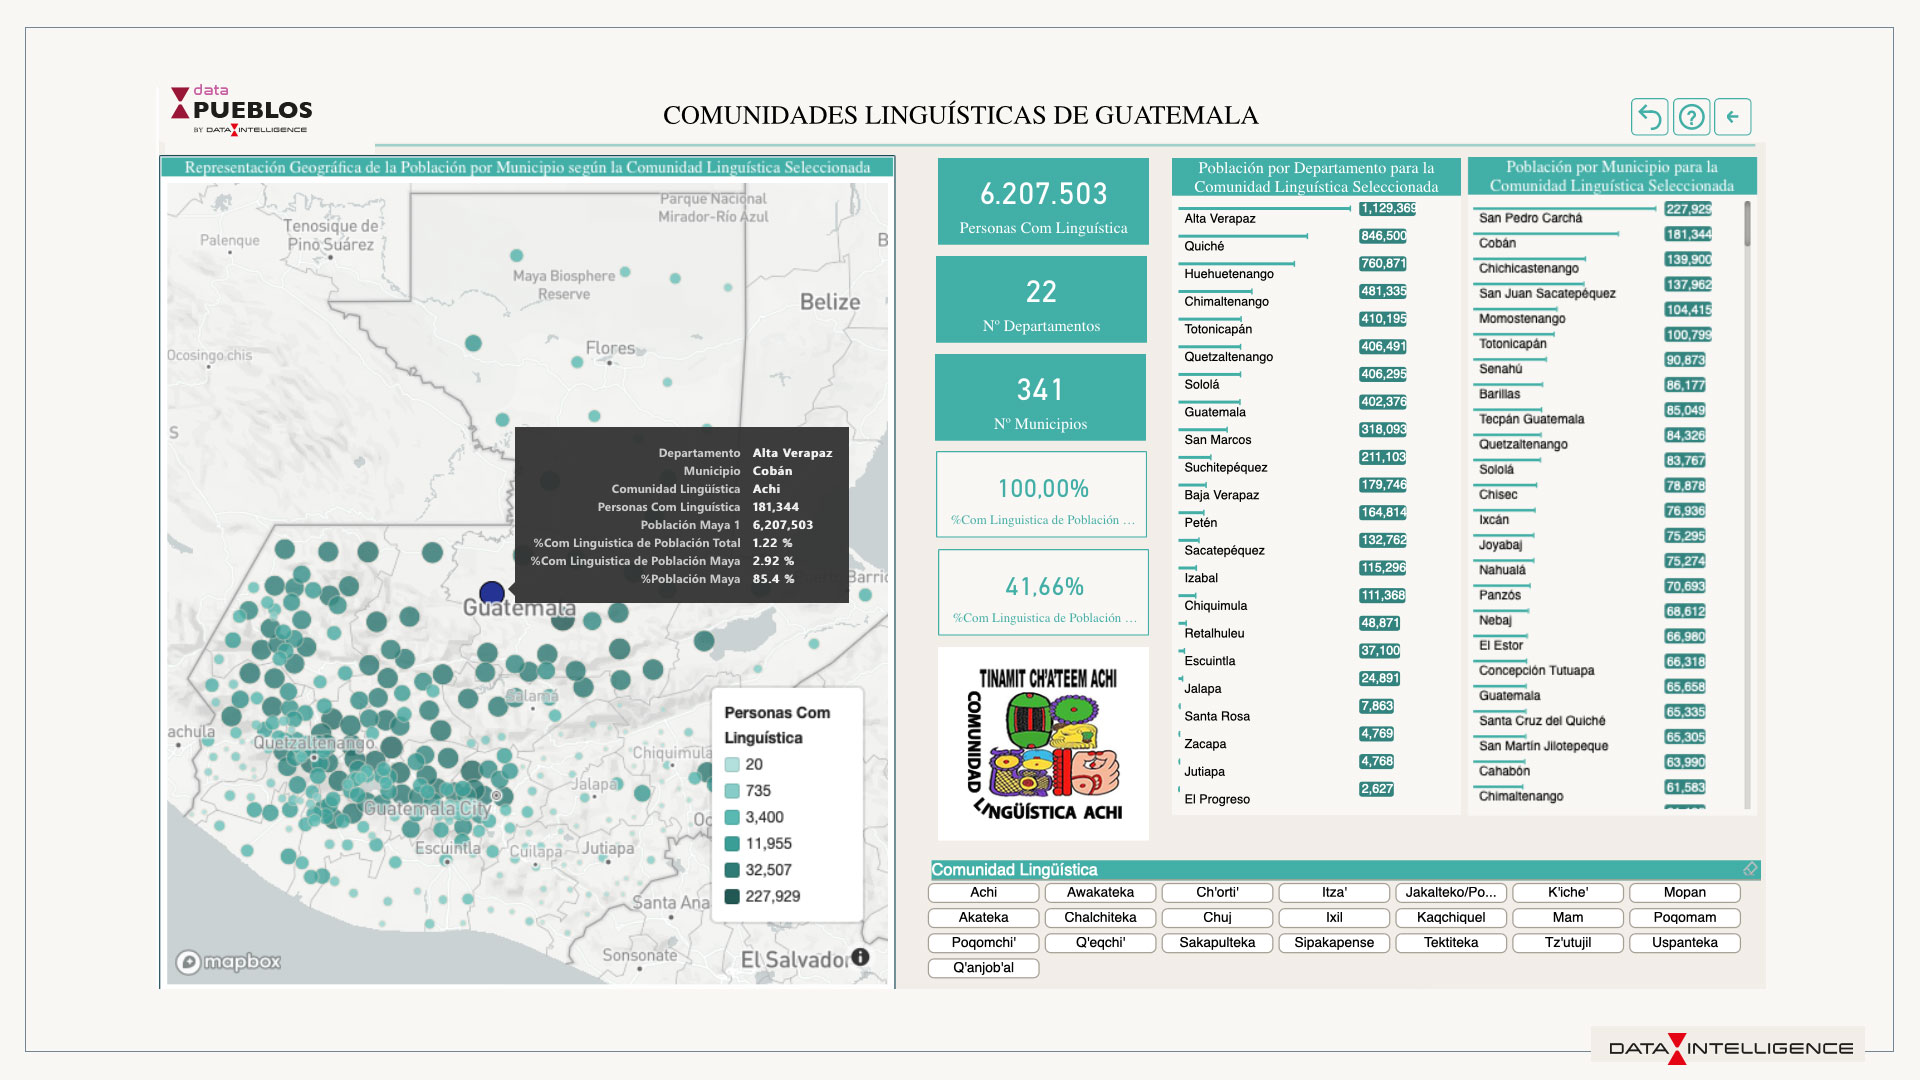 data
PUEBLOS
BY DATA INTELLIGENCE
COMUNIDADES LINGUÍSTICAS DE GUATEMALA
Representación Geográfica de la Población por Municipio según la Comunidad Linguística Seleccionada
Parque Nacional
Mirador-Río Azul
Tenosique de
Pino Suárez
Palenque
Maya Biosphere
Reserve
B
Belize
Ocosingo chis
Flores
S
Departamento Alta Verapaz
Municipio Cobán
Comunidad Lingüística Achi
Personas Com Linguística 181,344
Población Maya 1 6,207,503
%Com Linguistica de Población Total 1.22 %
%Com Linguistica de Población Maya 2.92 %
%Población Maya 85.4 %
Puerto Barrio
Guatemala
Salamá
achula
Quetzaltenango
Chiquimula
Jalapa
Guatemala City
Oc
Escuintla
Cuilapa
Jutiapa
Santa Ana
Sonsonate
El Salvador
mapbox
Personas Com
Linguística
20
735
3,400
11,955
32,507
227,929
6.207.503
Personas Com Linguística
22
Nº Departamentos
341
Nº Municipios
100,00%
%Com Linguistica de Población ...
41,66%
%Com Linguistica de Población ...
TINAMIT CH'ATEEM ACHI
COMUNIDAD
LINGÜÍSTICA ACHI
Población por Departamento para la
Comunidad Linguística Seleccionada
Alta Verapaz 1,129,369
Quiché 846,500
Huehuetenango 760,871
Chimaltenango 481,335
Totonicapán 410,195
Quetzaltenango 406,491
Sololá 406,295
Guatemala 402,376
San Marcos 318,093
Suchitepéquez 211,103
Baja Verapaz 179,746
Petén 164,814
Sacatepéquez 132,762
Izabal 115,296
Chiquimula 111,368
Retalhuleu 48,871
Escuintla 37,100
Jalapa 24,891
Santa Rosa 7,863
Zacapa 4,769
Jutiapa 4,768
El Progreso 2,627
Población por Municipio para la
Comunidad Linguística Seleccionada
San Pedro Carchá 227,929
Cobán 181,344
Chichicastenango 139,900
San Juan Sacatepéquez 137,962
Momostenango 104,415
Totonicapán 100,799
Senahú 90,873
Barillas 86,177
Tecpán Guatemala 85,049
Quetzaltenango 84,326
Sololá 83,767
Chisec 78,878
Ixcán 76,936
Joyabaj 75,295
Nahualá 75,274
Panzós 70,693
Nebaj 68,612
El Estor 66,980
Concepción Tutuapa 66,318
Guatemala 65,658
Santa Cruz del Quiché 65,335
San Martín Jilotepeque 65,305
Cahabón 63,990
Chimaltenango 61,583
Comunidad Lingüística
Achi Awakateka Ch'orti' Itza' Jakalteko/Po... K'iche' Mopan
Akateka Chalchiteka Chuj Ixil Kaqchiquel Mam Poqomam
Poqomchi' Q'eqchi' Sakapulteka Sipakapense Tektiteka Tz'utujil Uspanteka
Q'anjob'al
DATA INTELLIGENCE